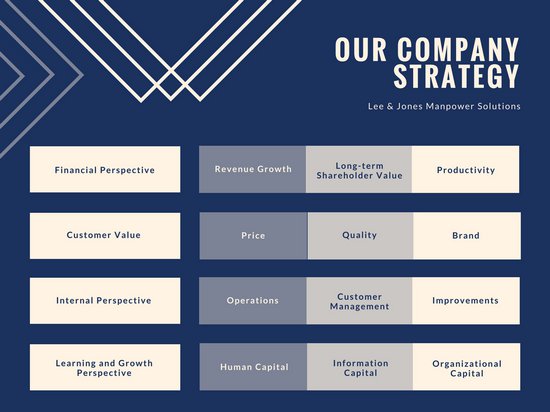 OUR COMPANY
STRATEGY
Lee & Jones Manpower Solutions
Financial Perspective
Revenue Growth
Long-term
Shareholder Value
Productivity
Customer Value
Price
Quality
Brand
Internal Perspective
Operations
Customer
Management
Improvements
Learning and Growth
Perspective
Human Capital
Information
Capital
Organizational
Capital